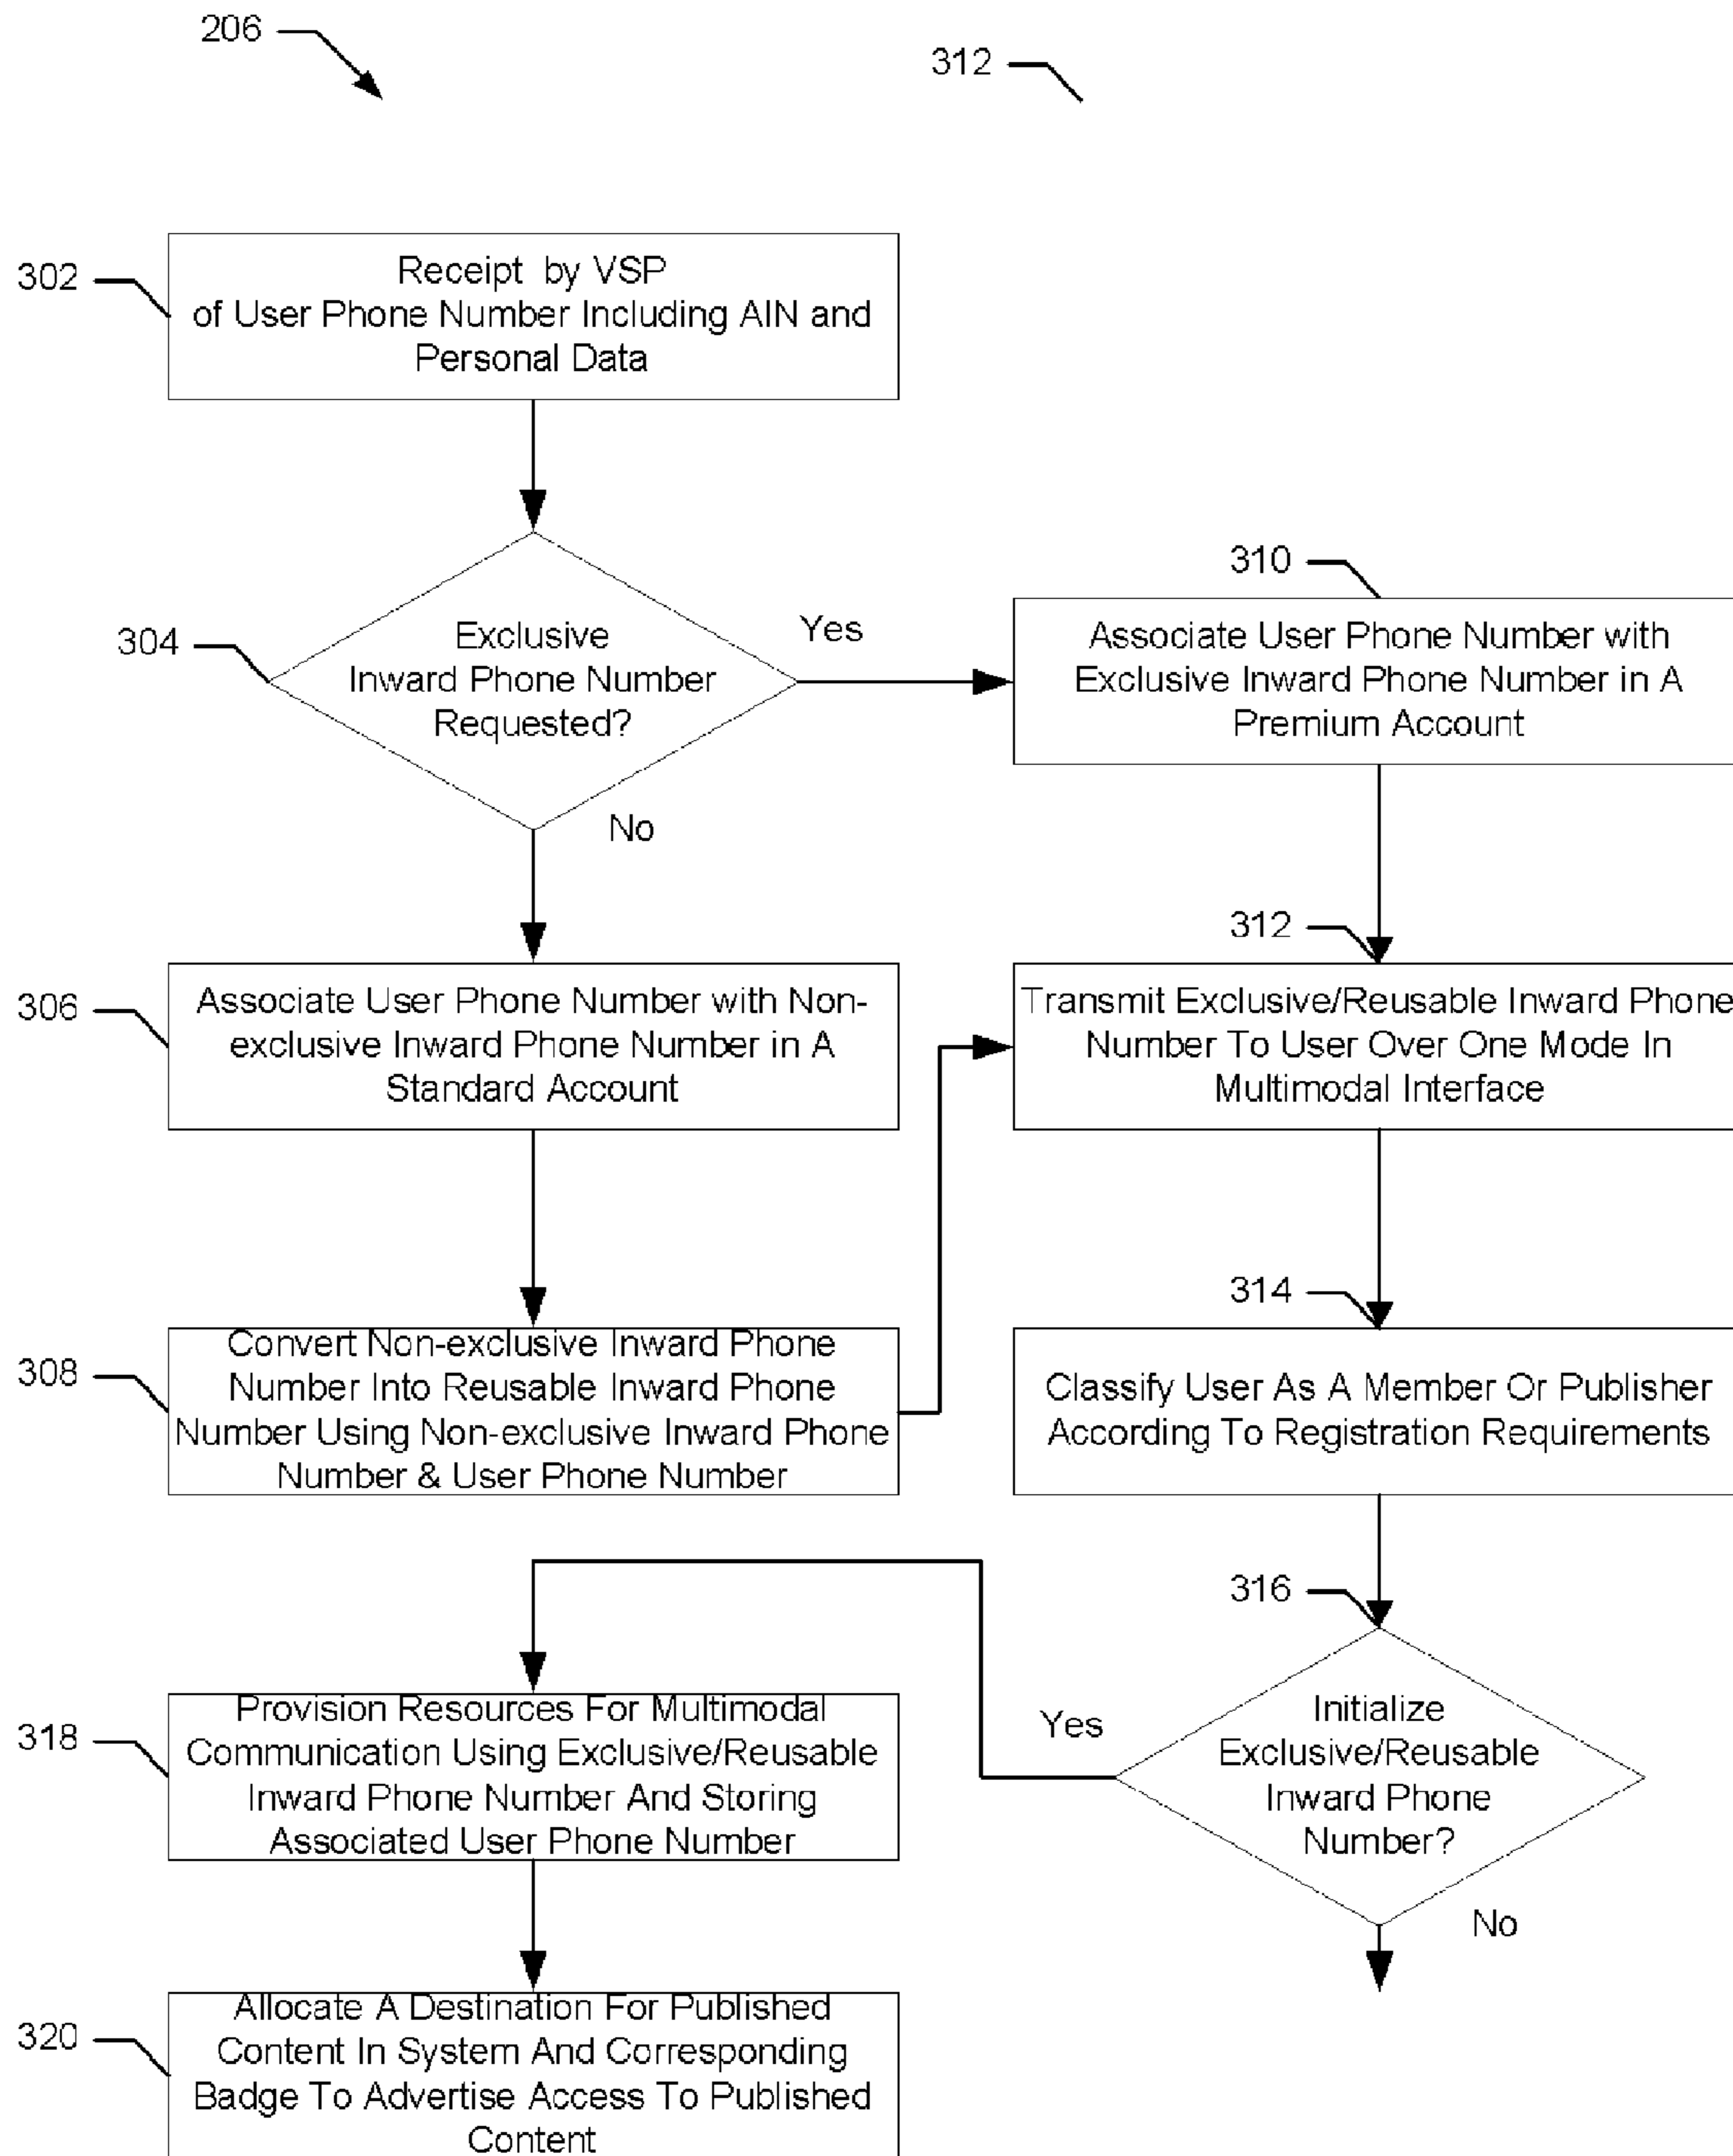 206
312
302
Receipt by VSP
of User Phone Number Including AIN and
Personal Data
304
Exclusive
Inward Phone Number
Requested?
Yes
No
310
Associate User Phone Number with
Exclusive Inward Phone Number in A
Premium Account
306
Associate User Phone Number with Non-
exclusive Inward Phone Number in A
Standard Account
312
Transmit Exclusive/Reusable Inward Phone
Number To User Over One Mode In
Multimodal Interface
308
Convert Non-exclusive Inward Phone
Number Into Reusable Inward Phone
Number Using Non-exclusive Inward Phone
Number & User Phone Number
314
Classify User As A Member Or Publisher
According To Registration Requirements
316
Initialize
Exclusive/Reusable
Inward Phone
Number?
Yes
No
318
Provision Resources For Multimodal
Communication Using Exclusive/Reusable
Inward Phone Number And Storing
Associated User Phone Number
320
Allocate A Destination For Published
Content In System And Corresponding
Badge To Advertise Access To Published
Content